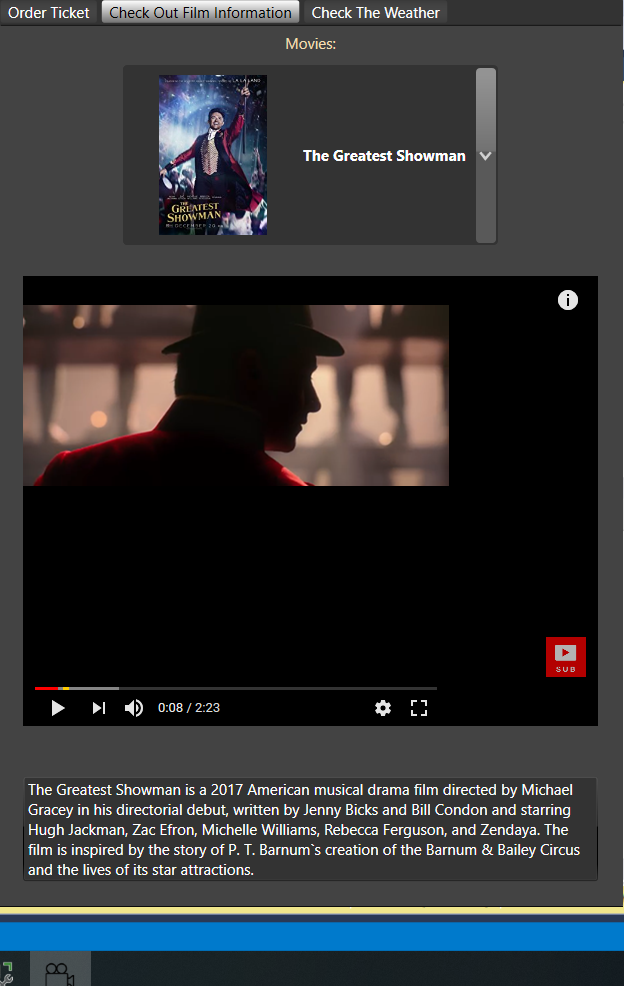 Order Ticket Check Out Film Information Check The Weather
Movies:
LA LA LAND
THE
GREATEST
SHOWMAN
DECEMBER 20
The Greatest Showman
i
SUB
0:08 / 2:23
The Greatest Showman is a 2017 American musical drama film directed by Michael
Gracey in his directorial debut, written by Jenny Bicks and Bill Condon and starring
Hugh Jackman, Zac Efron, Michelle Williams, Rebecca Ferguson, and Zendaya. The
film is inspired by the story of P. T. Barnum`s creation of the Barnum & Bailey Circus
and the lives of its star attractions.